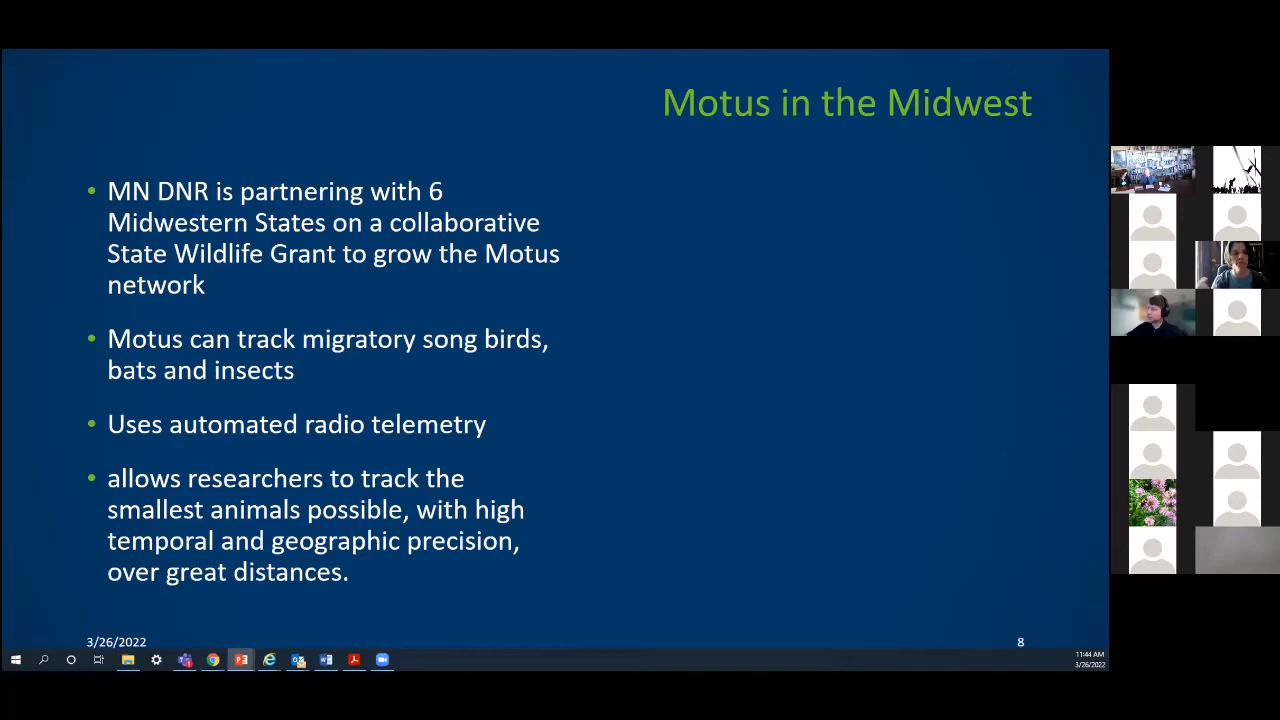 Motus in the Midwest
• MN DNR is partnering with 6
Midwestern States on a collaborative
State Wildlife Grant to grow the Motus
network
• Motus can track migratory song birds,
bats and insects
• Uses automated radio telemetry
• allows researchers to track the
smallest animals possible, with high
temporal and geographic precision,
over great distances.
3/26/2022
8
11:44 AM
3/26/2022